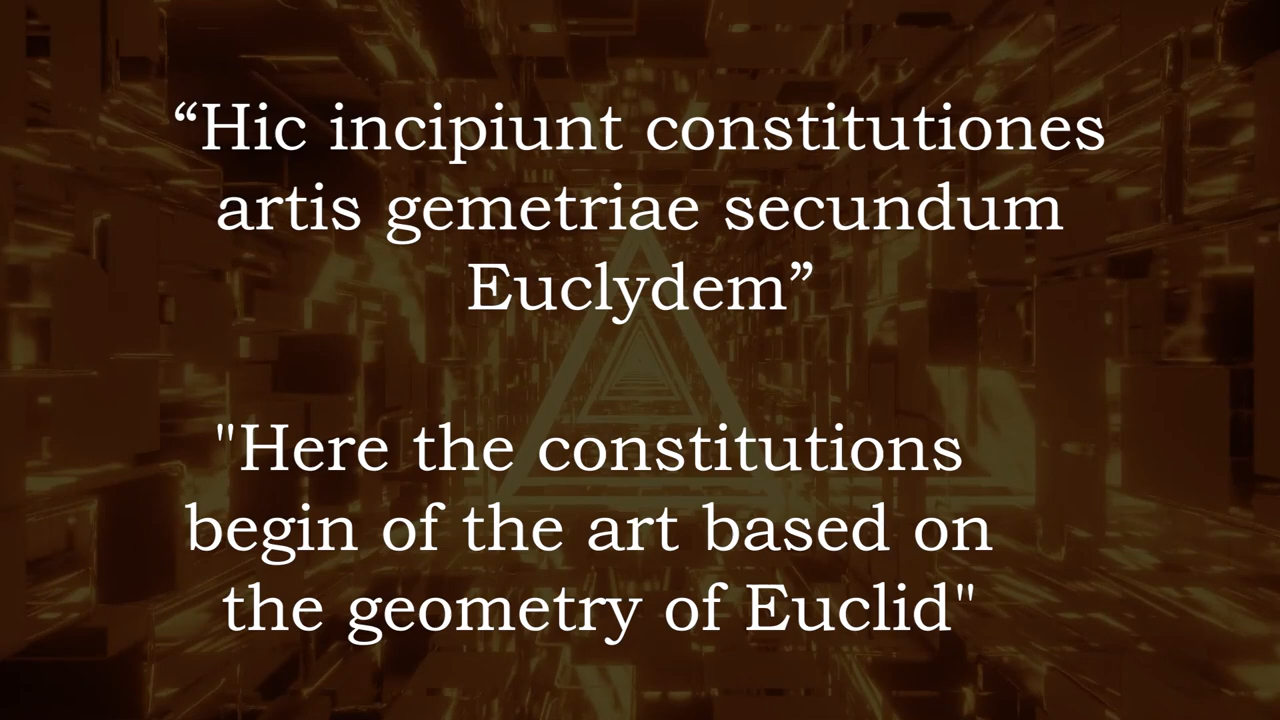 “Hic incipiunt constitutiones
artis gemetriae secundum
Euclydem”
"Here the constitutions
begin of the art based on
the geometry of Euclid"